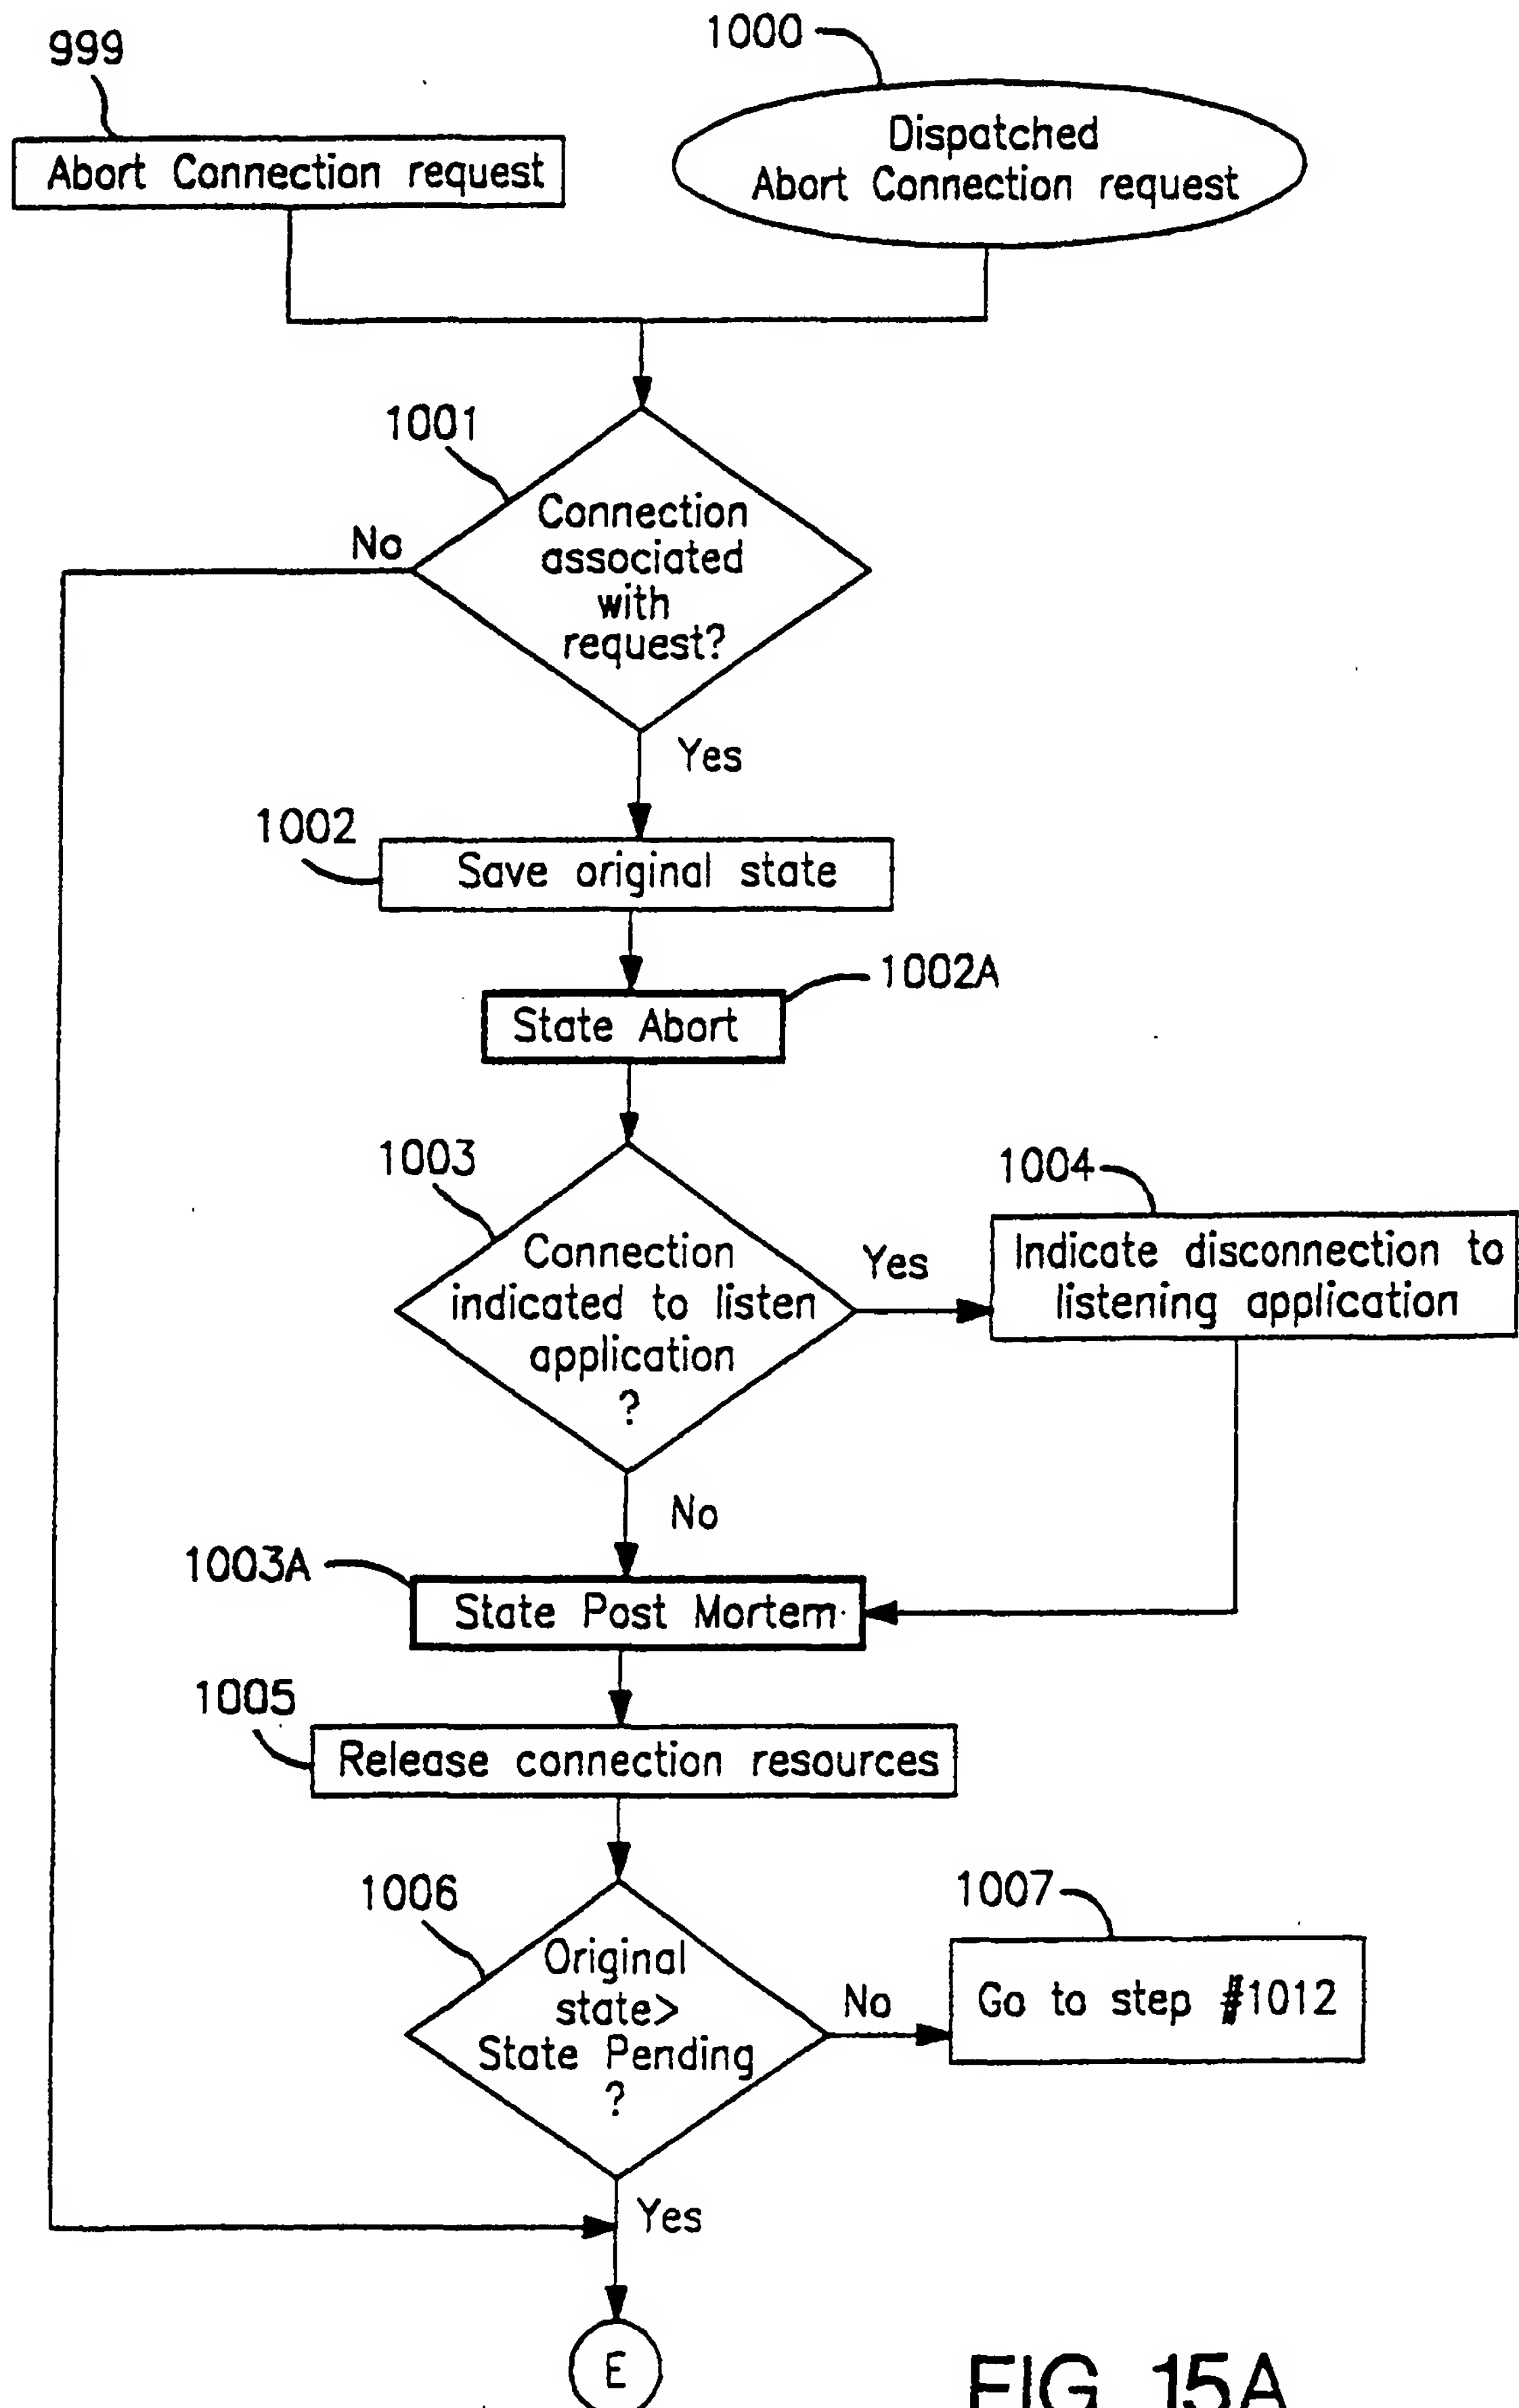 999
1000
Abort Connection request
Dispatched
Abort Connection request
1001
Connection
associated
with
request?
No
Yes
1002
Save original state
1002A
State Abort
1003
Connection
indicated to listen
application
?
Yes
1004
Indicate disconnection to
listening application
No
1003A
State Post Mortem
1005
Release connection resources
1006
Original
state>
State Pending
?
No
1007
Go to step #1012
Yes
E
FIG. 15A